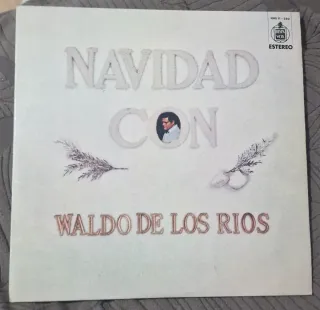 ESTEREO
NAVIDAD
CON
WALDO DE LOS RIOS